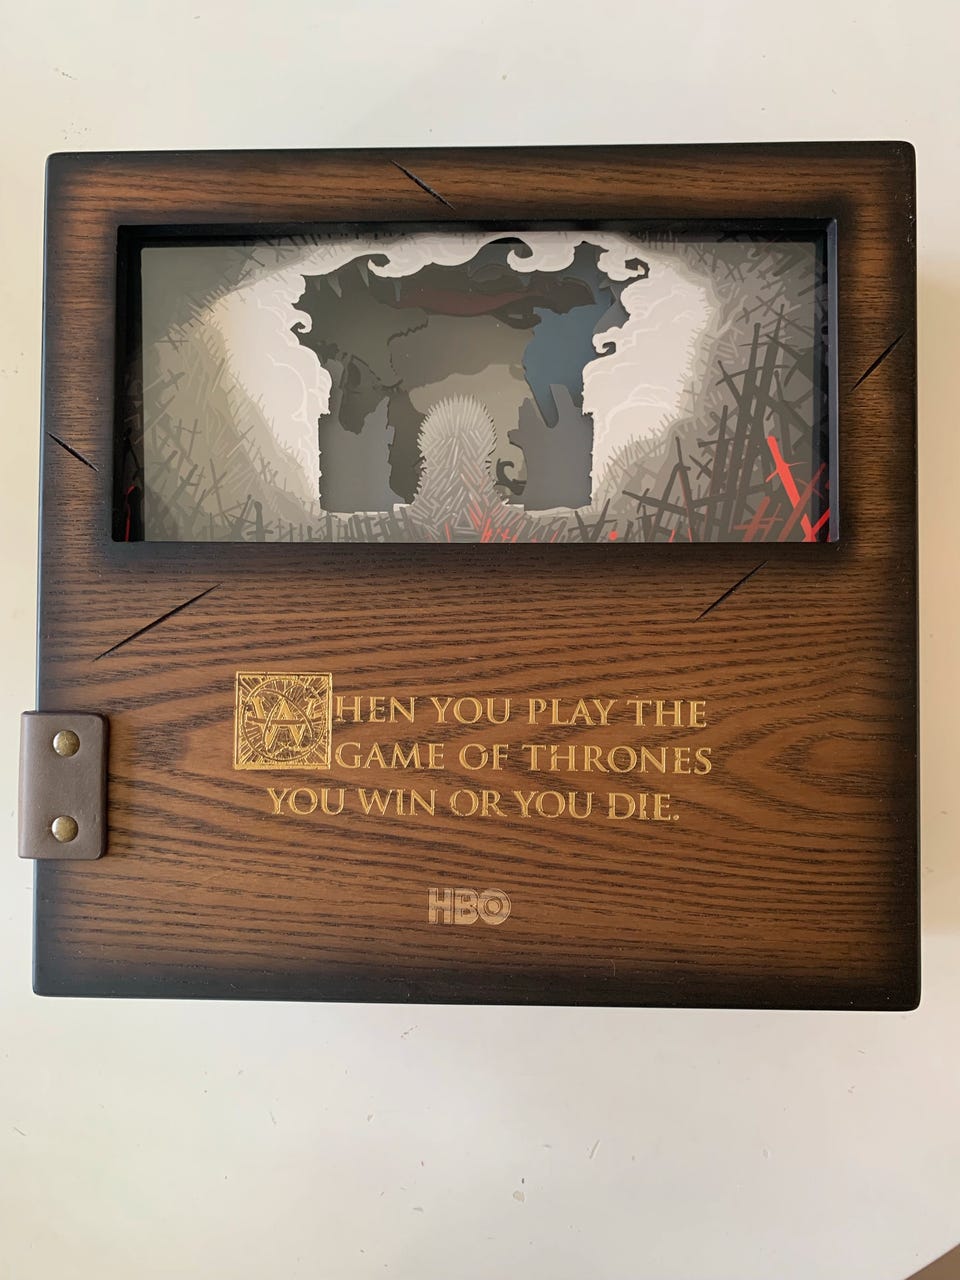 WHEN YOU PLAY THE
GAME OF THRONES
YOU WIN OR YOU DIE.
HBO